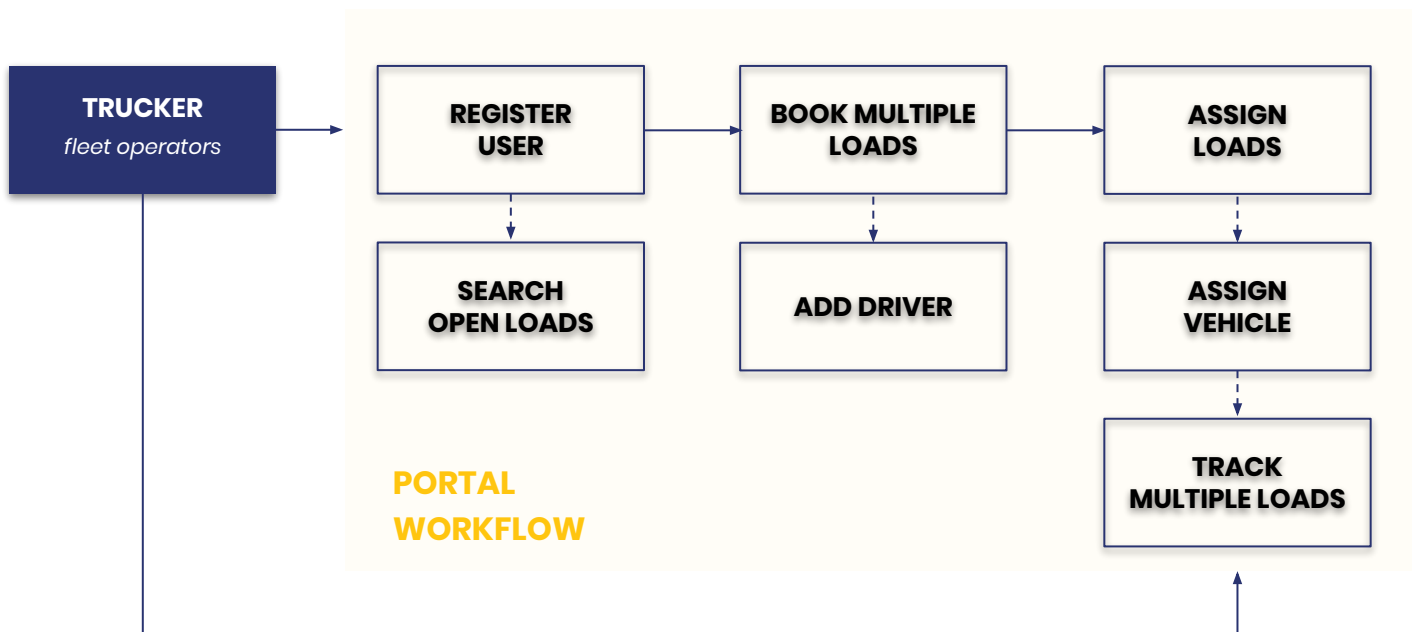 TRUCKER
fleet operators
REGISTER
USER
BOOK MULTIPLE
LOADS
ASSIGN
LOADS
SEARCH
OPEN LOADS
ADD DRIVER
ASSIGN
VEHICLE
TRACK
MULTIPLE LOADS
PORTAL
WORKFLOW